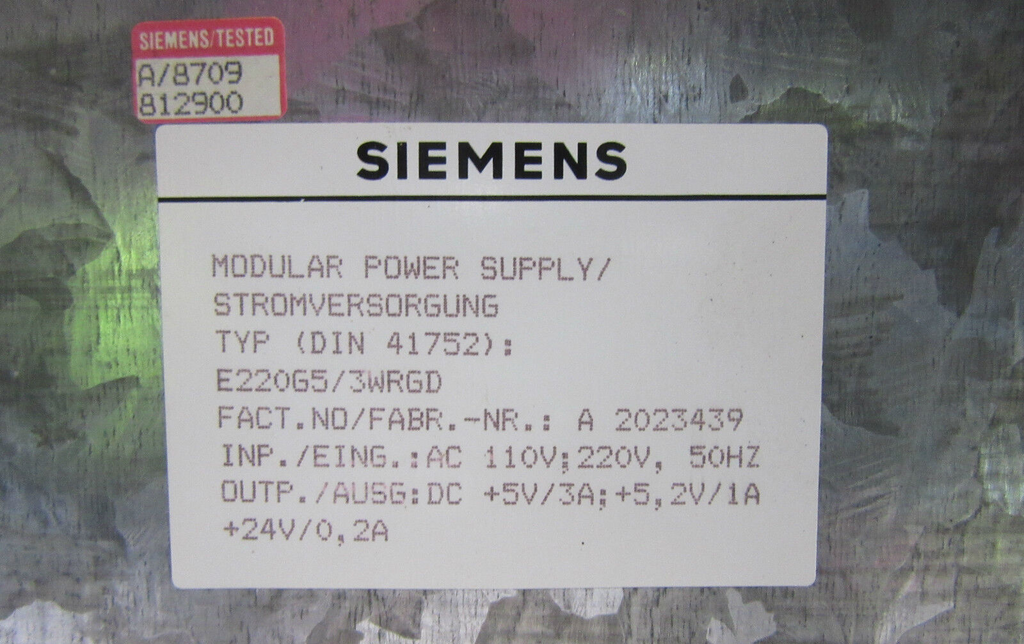 SIEMENS/TESTED
A/8709
812900
SIEMENS
MODULAR POWER SUPPLY/
STROMVERSORGUNG
TYP (DIN 41752):
E220G5/3WRGD
FACT.NO/FABR.-NR.: A 2023439
INP./EING.:AC 110V;220V, 50HZ
OUTP./AUSG:DC +5V/3A;+5,2V/1A
+24V/0,2A